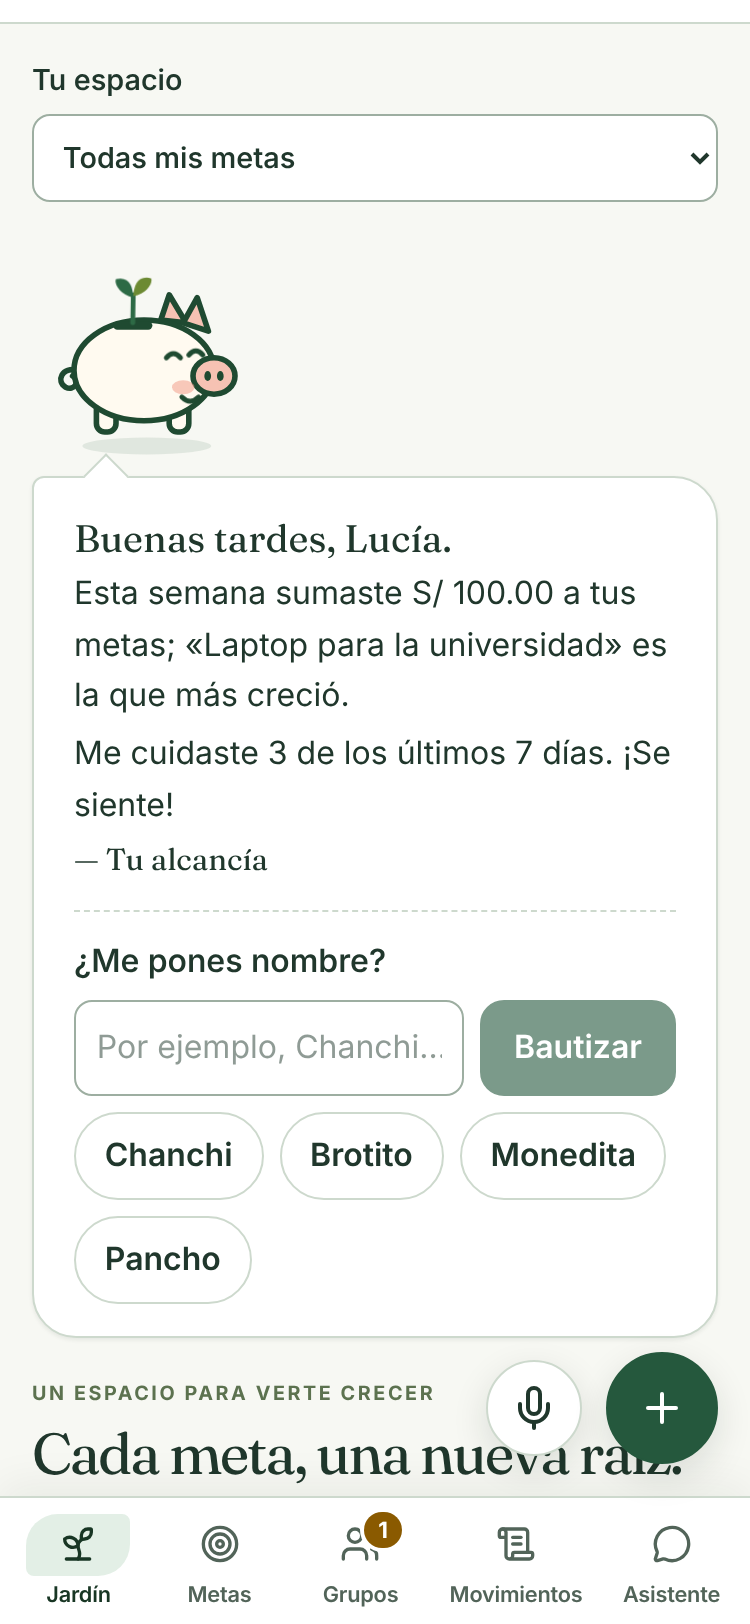 Tu espacio
Todas mis metas
Buenas tardes, Lucía.
Esta semana sumaste S/ 100.00 a tus
metas; «Laptop para la universidad» es
la que más creció.
Me cuidaste 3 de los últimos 7 días. ¡Se
siente!
— Tu alcancía
¿Me pones nombre?
Por ejemplo, Chanchi...
Bautizar
Chanchi
Brotito
Monedita
Pancho
UN ESPACIO PARA VERTE CRECER
Cada meta, una nueva raíz.
1
Jardín
Metas
Grupos
Movimientos
Asistente